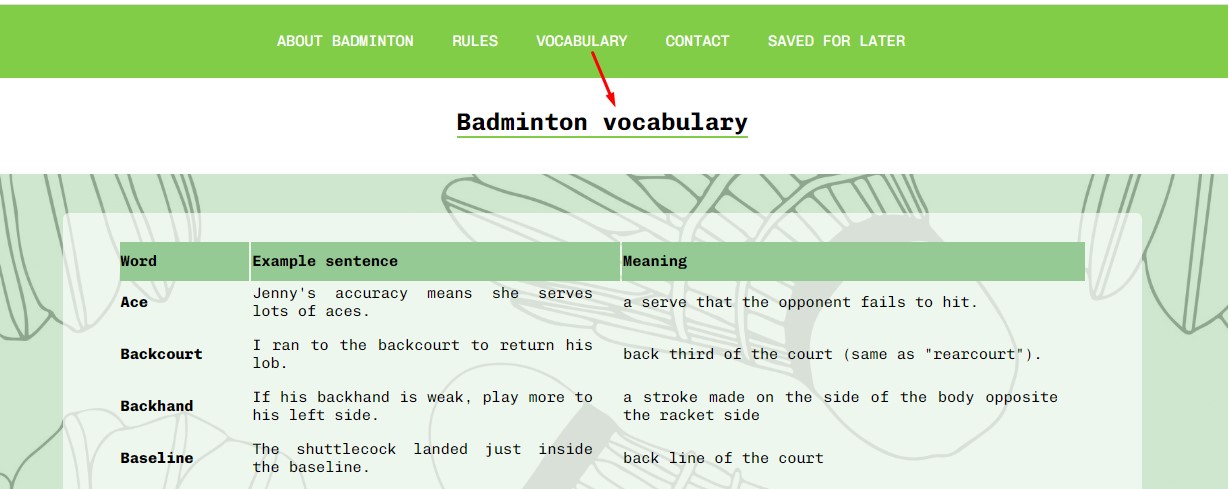 ABOUT BADMINTON RULES VOCABULARY CONTACT SAVED FOR LATER
Badminton vocabulary
Word Example sentence Meaning
Ace
Jenny's accuracy means she serves
lots of aces.
a serve that the opponent fails to hit.
Backcourt
I ran to the backcourt to return his
lob.
back third of the court (same as "rearcourt").
Backhand
If his backhand is weak, play more to
his left side.
a stroke made on the side of the body opposite
the racket side
Baseline
The shuttlecock landed just inside
the baseline.
back line of the court